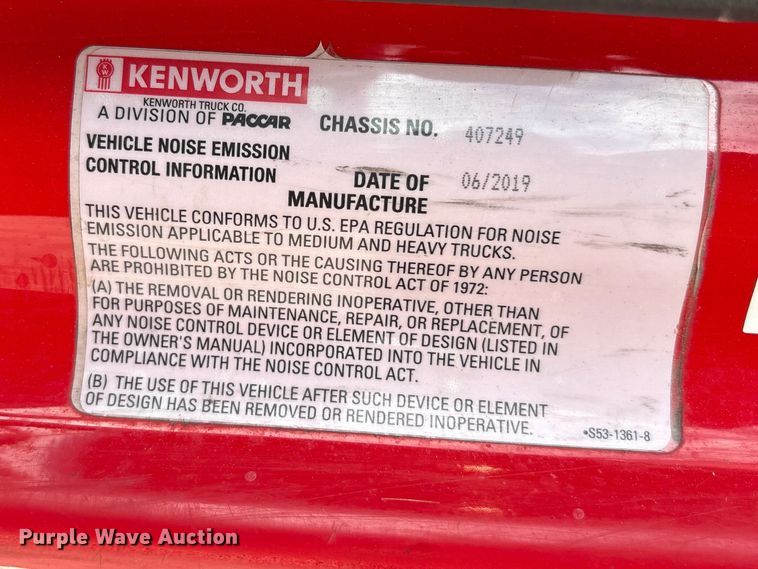 KW KENWORTH
KENWORTH TRUCK CO.
A DIVISION OF PACCAR
CHASSIS NO. 407249
VEHICLE NOISE EMISSION
CONTROL INFORMATION
DATE OF
MANUFACTURE
06/2019
THIS VEHICLE CONFORMS TO U.S. EPA REGULATION FOR NOISE
EMISSION APPLICABLE TO MEDIUM AND HEAVY TRUCKS.
THE FOLLOWING ACTS OR THE CAUSING THEREOF BY ANY PERSON
ARE PROHIBITED BY THE NOISE CONTROL ACT OF 1972:
(A) THE REMOVAL OR RENDERING INOPERATIVE, OTHER THAN
FOR PURPOSES OF MAINTENANCE, REPAIR, OR REPLACEMENT, OF
ANY NOISE CONTROL DEVICE OR ELEMENT OF DESIGN (LISTED IN
THE OWNER'S MANUAL) INCORPORATED INTO THE VEHICLE IN
COMPLIANCE WITH THE NOISE CONTROL ACT.
(B) THE USE OF THIS VEHICLE AFTER SUCH DEVICE OR ELEMENT
OF DESIGN HAS BEEN REMOVED OR RENDERED INOPERATIVE.
•S53-1361-8
Purple Wave Auction